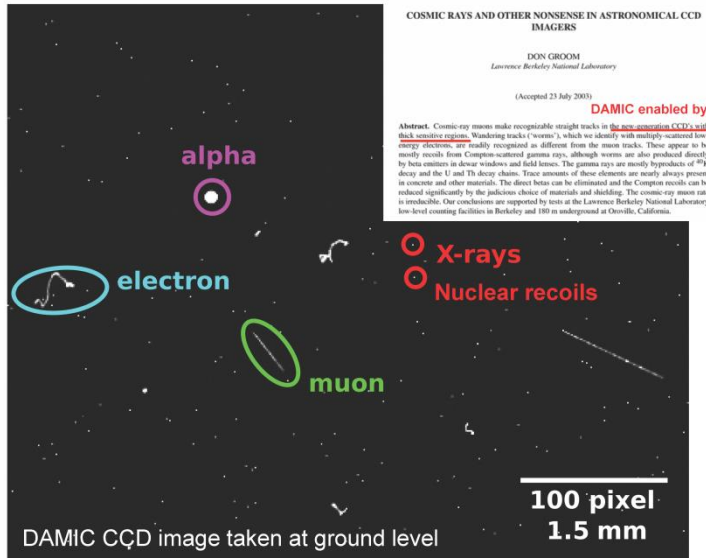 COSMIC RAYS AND OTHER NONSENSE IN ASTRONOMICAL CCD
IMAGERS
DON GROOM
Lawrence Berkeley National Laboratory
(Accepted 23 July 2003)
DAMIC enabled by
Abstract. Cosmic-ray muons make recognizable straight tracks in the new-generation CCD's with
thick sensitive regions. Wandering tracks ('worms'), which we identify with multiply-scattered low-
energy electrons, are readily recognized as different from the muon tracks. These appear to be
mostly recoils from Compton-scattered gamma rays, although worms are also produced directly
by beta emitters in dewar windows and field lenses. The gamma rays are mostly byproducts of 40K
decay and the U and Th decay chains. Trace amounts of these elements are nearly always present
in concrete and other materials. The direct betas can be eliminated and the Compton recoils can be
reduced significantly by the judicious choice of materials and shielding. The cosmic-ray muon rate
is irreducible. Our conclusions are supported by tests at the Lawrence Berkeley National Laboratory
low-level counting facilities in Berkeley and 180 m underground at Oroville, California.
alpha
X-rays
electron
Nuclear recoils
muon
100 pixel
1.5 mm
DAMIC CCD image taken at ground level